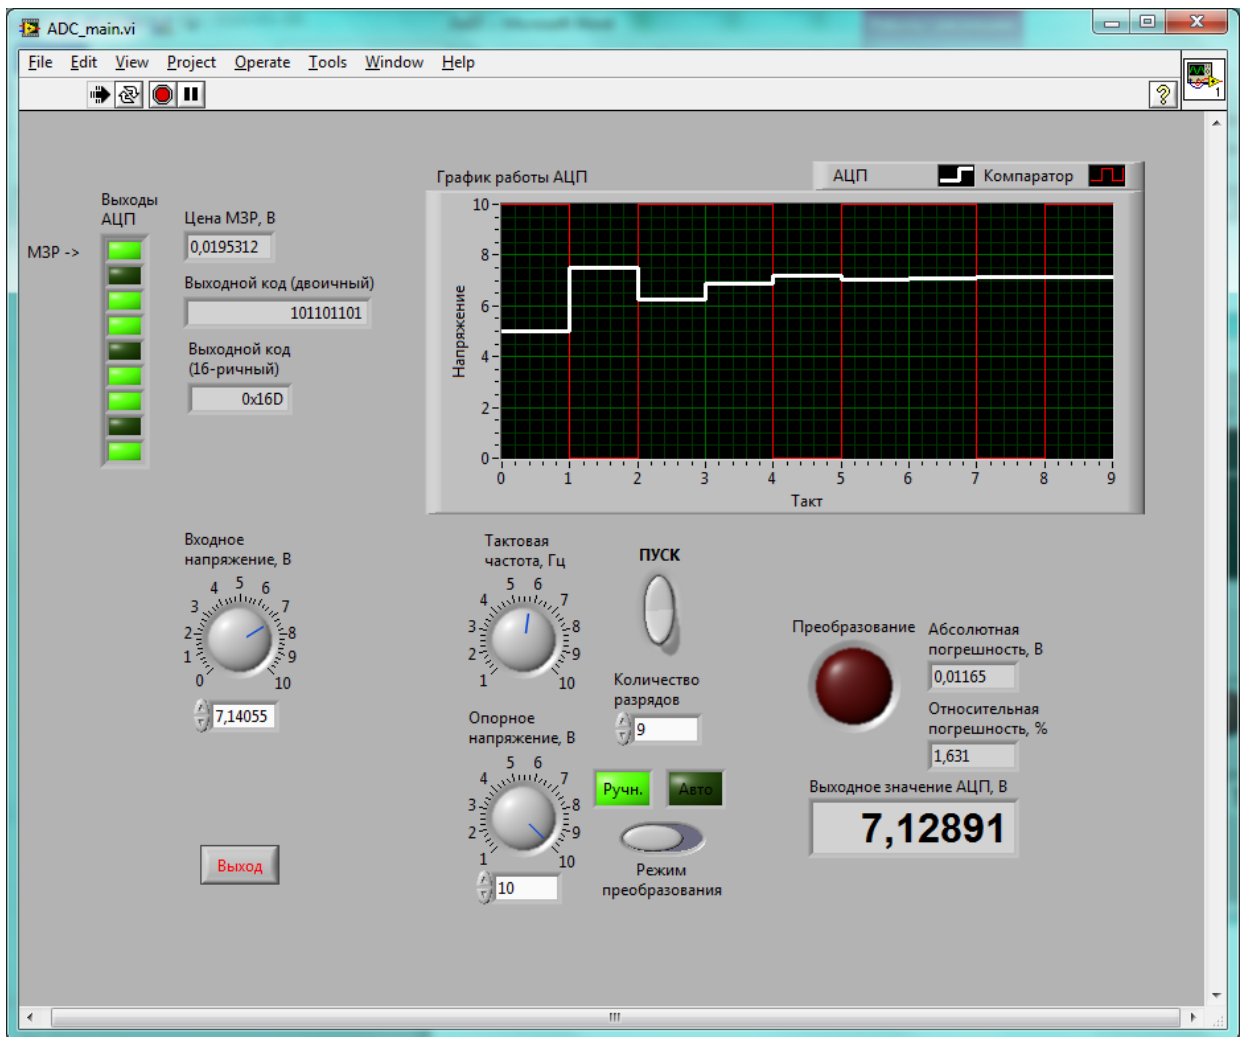 ADC_main.vi
File Edit View Project Operate Tools Window Help
1
График работы АЦП
АЦП
Компаратор
Выходы
АЦП
МЗР ->
Цена МЗР, В
0,0195312
Выходной код (двоичный)
101101101
Выходной код
(16-ричный)
0x16D
Напряжение
10
8
6
4
2
0
0 1 2 3 4 5 6 7 8 9
Такт
Входное
напряжение, В
0 1 2 3 4 5 6 7 8 9 10
7,14055
Тактовая
частота, Гц
1 2 3 4 5 6 7 8 9 10
ПУСК
Количество
разрядов
9
Опорное
напряжение, В
1 2 3 4 5 6 7 8 9 10
10
Ручн.
Авто
Режим
преобразования
Преобразование
Абсолютная
погрешность, В
0,01165
Относительная
погрешность, %
1,631
Выходное значение АЦП, В
7,12891
Выход